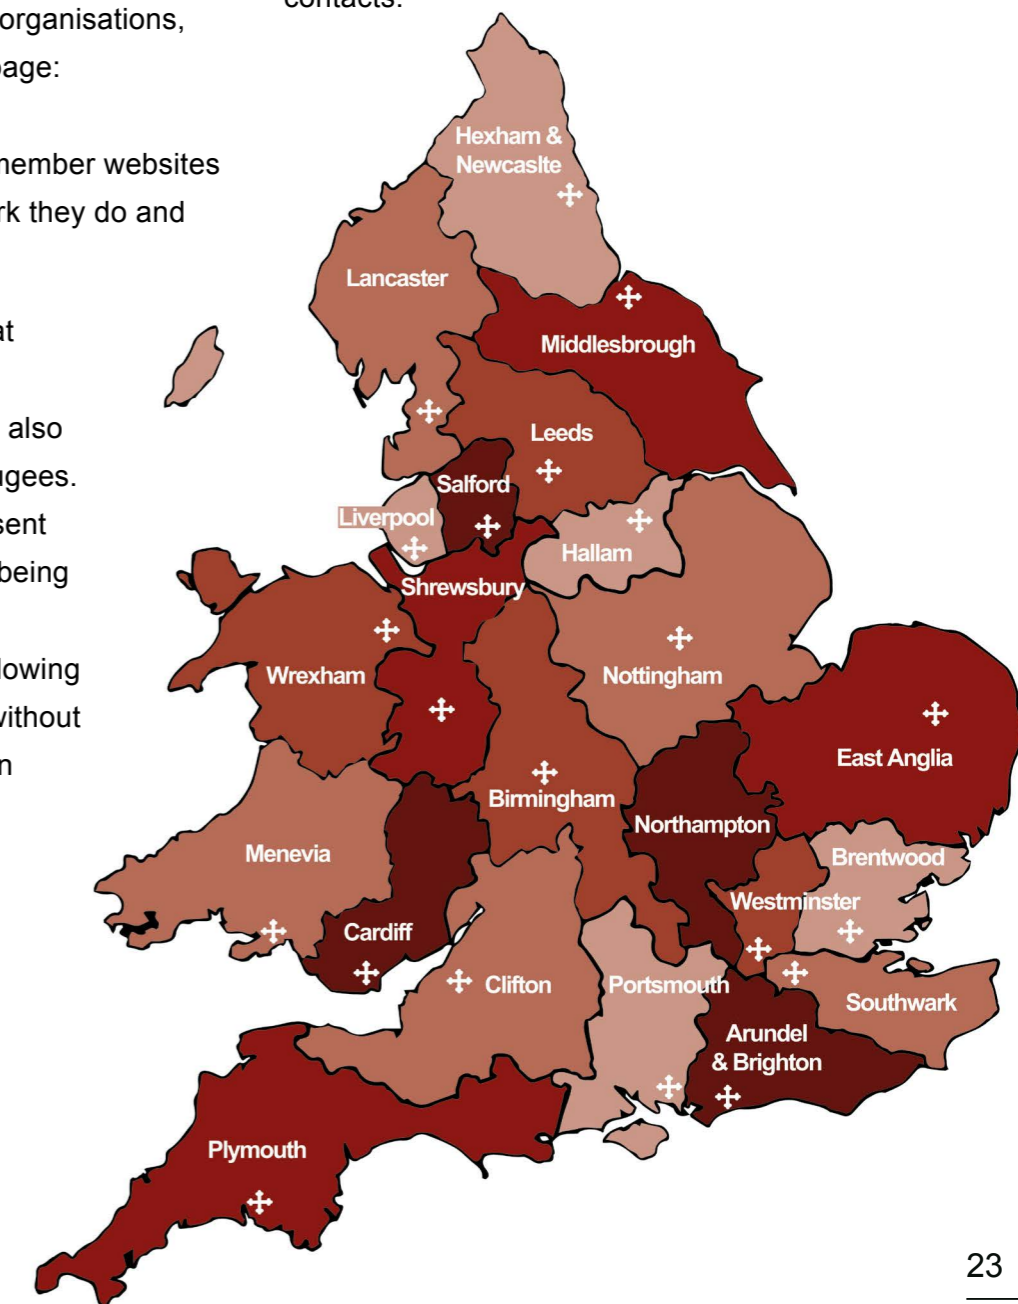 organisations,
page:
member websites
rk they do and
at
also
ugees.
sent
being
lowing
without
n
contacts.
Hexham &
Newcaslte
Lancaster
Middlesbrough
Leeds
Salford
Liverpool
Hallam
Shrewsbury
Wrexham
Nottingham
East Anglia
Birmingham
Northampton
Menevia
Brentwood
Westminster
Cardiff
Clifton
Portsmouth
Southwark
Arundel
& Brighton
Plymouth
23